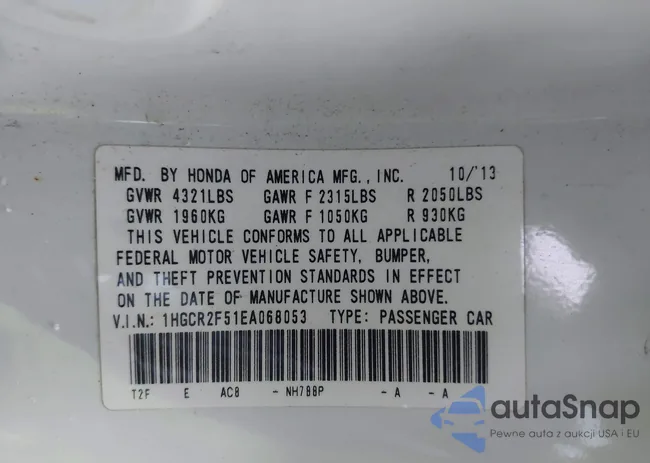 MFD. BY HONDA OF AMERICA MFG., INC. 10/'13
GVWR 4321LBS GAWR F 2315LBS R 2050LBS
GVWR 1960KG GAWR F 1050KG R 930KG
THIS VEHICLE CONFORMS TO ALL APPLICABLE
FEDERAL MOTOR VEHICLE SAFETY, BUMPER,
AND THEFT PREVENTION STANDARDS IN EFFECT
ON THE DATE OF MANUFACTURE SHOWN ABOVE.
V.I.N.: 1HGCR2F51EA068053 TYPE: PASSENGER CAR
T2F E AC8 - NH788P - A - A
autaSnap
Pewne auta z aukcji USA i EU